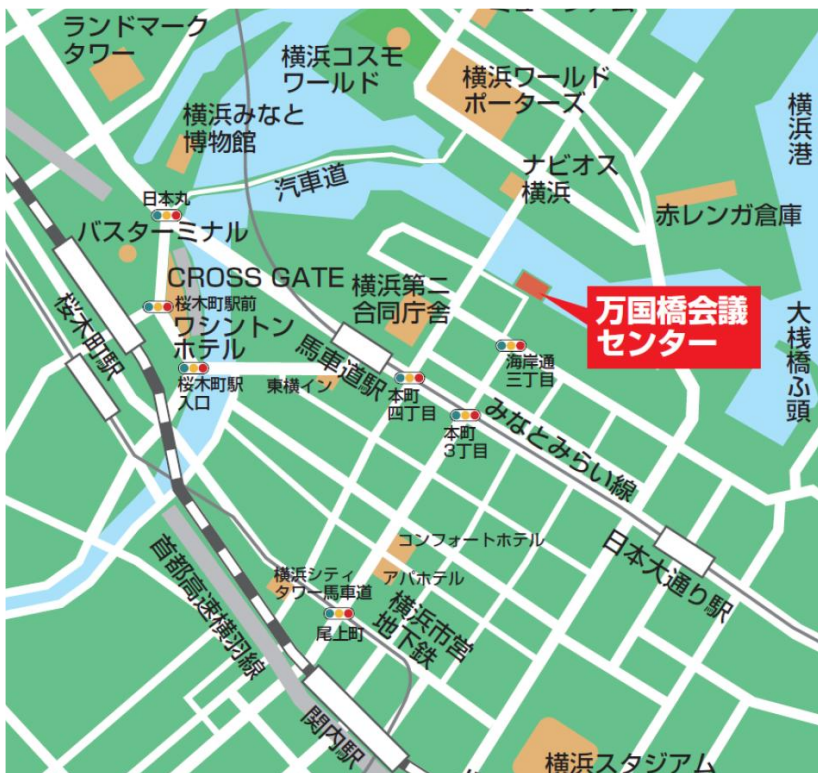 ランドマーク
タワー
横浜コスモ
ワールド
横浜ワールド
ポーターズ
横浜みなと
博物館
横浜港
汽車道
ナビオス
横浜
日本丸
赤レンガ倉庫
バスターミナル
CROSS GATE
横浜第二
合同庁舎
万国橋会議
センター
桜木町駅前
桜木町駅
ワシントン
ホテル
馬車道駅
海岸通
三丁目
大桟橋ふ頭
桜木町駅
入口
東横イン
本町
四丁目
本町
3丁目
みなとみらい線
コンフォートホテル
日本大通り駅
首都高速横羽線
横浜シティ
タワー馬車道
アパホテル
横浜市営
地下鉄
尾上町
関内駅
横浜スタジアム